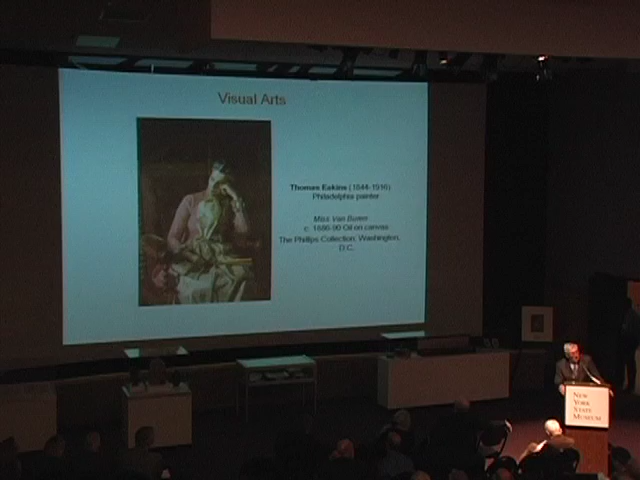 Visual Arts
Thomas Eakins (1844-1916)
Philadelphia painter
Miss Van Buren
c. 1886-90 Oil on canvas
The Phillips Collection, Washington,
D.C.
NEW
YORK
STATE
MUSEUM